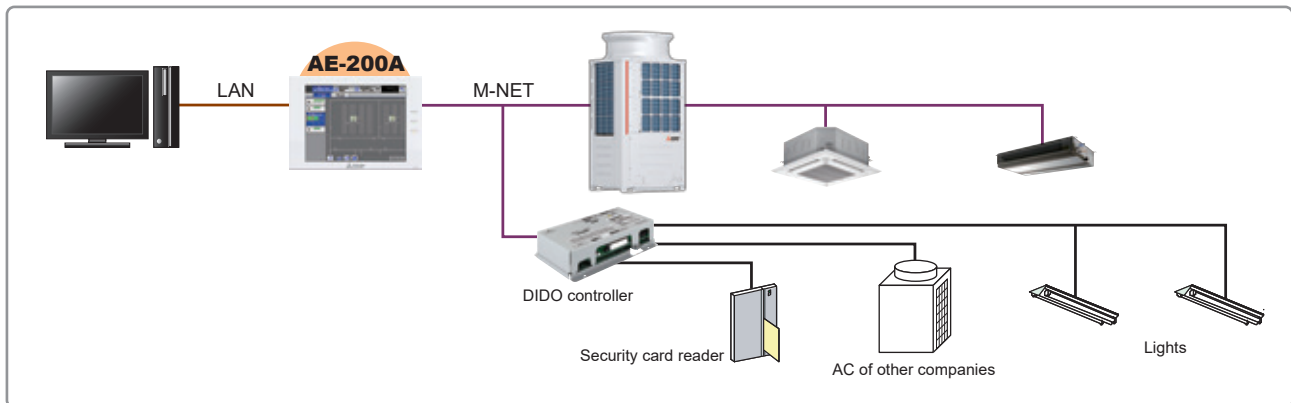 AE-200A
LAN
M-NET
DIDO controller
Security card reader
AC of other companies
Lights